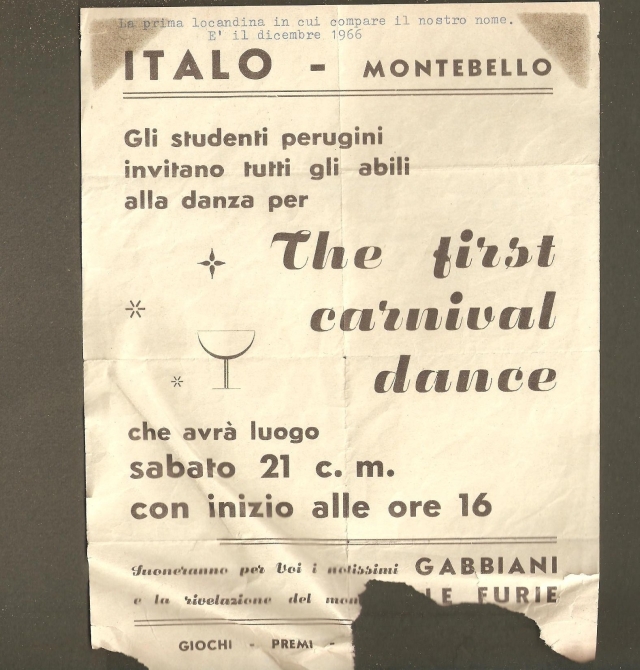 La prima locandina in cui compare il nostro nome.
E' il dicembre 1966
ITALO - MONTEBELLO
Gli studenti perugini
invitano tutti gli abili
alla danza per
The first
carnival
dance
che avrà luogo
sabato 21 c. m.
con inizio alle ore 16
Suoneranno per Voi i notissimi GABBIANI
e la rivelazione del LE FURIE
GIOCHI - PREMI -